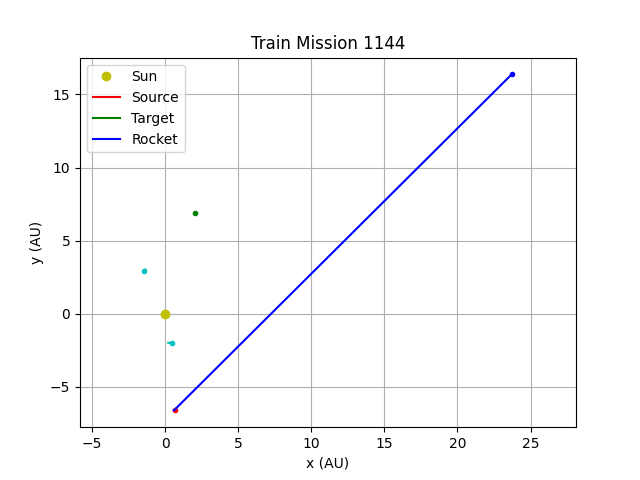 Train Mission 1144
Sun
Source
Target
Rocket
15
10
5
0
−5
y (AU)
−5
0
5
10
15
20
25
x (AU)